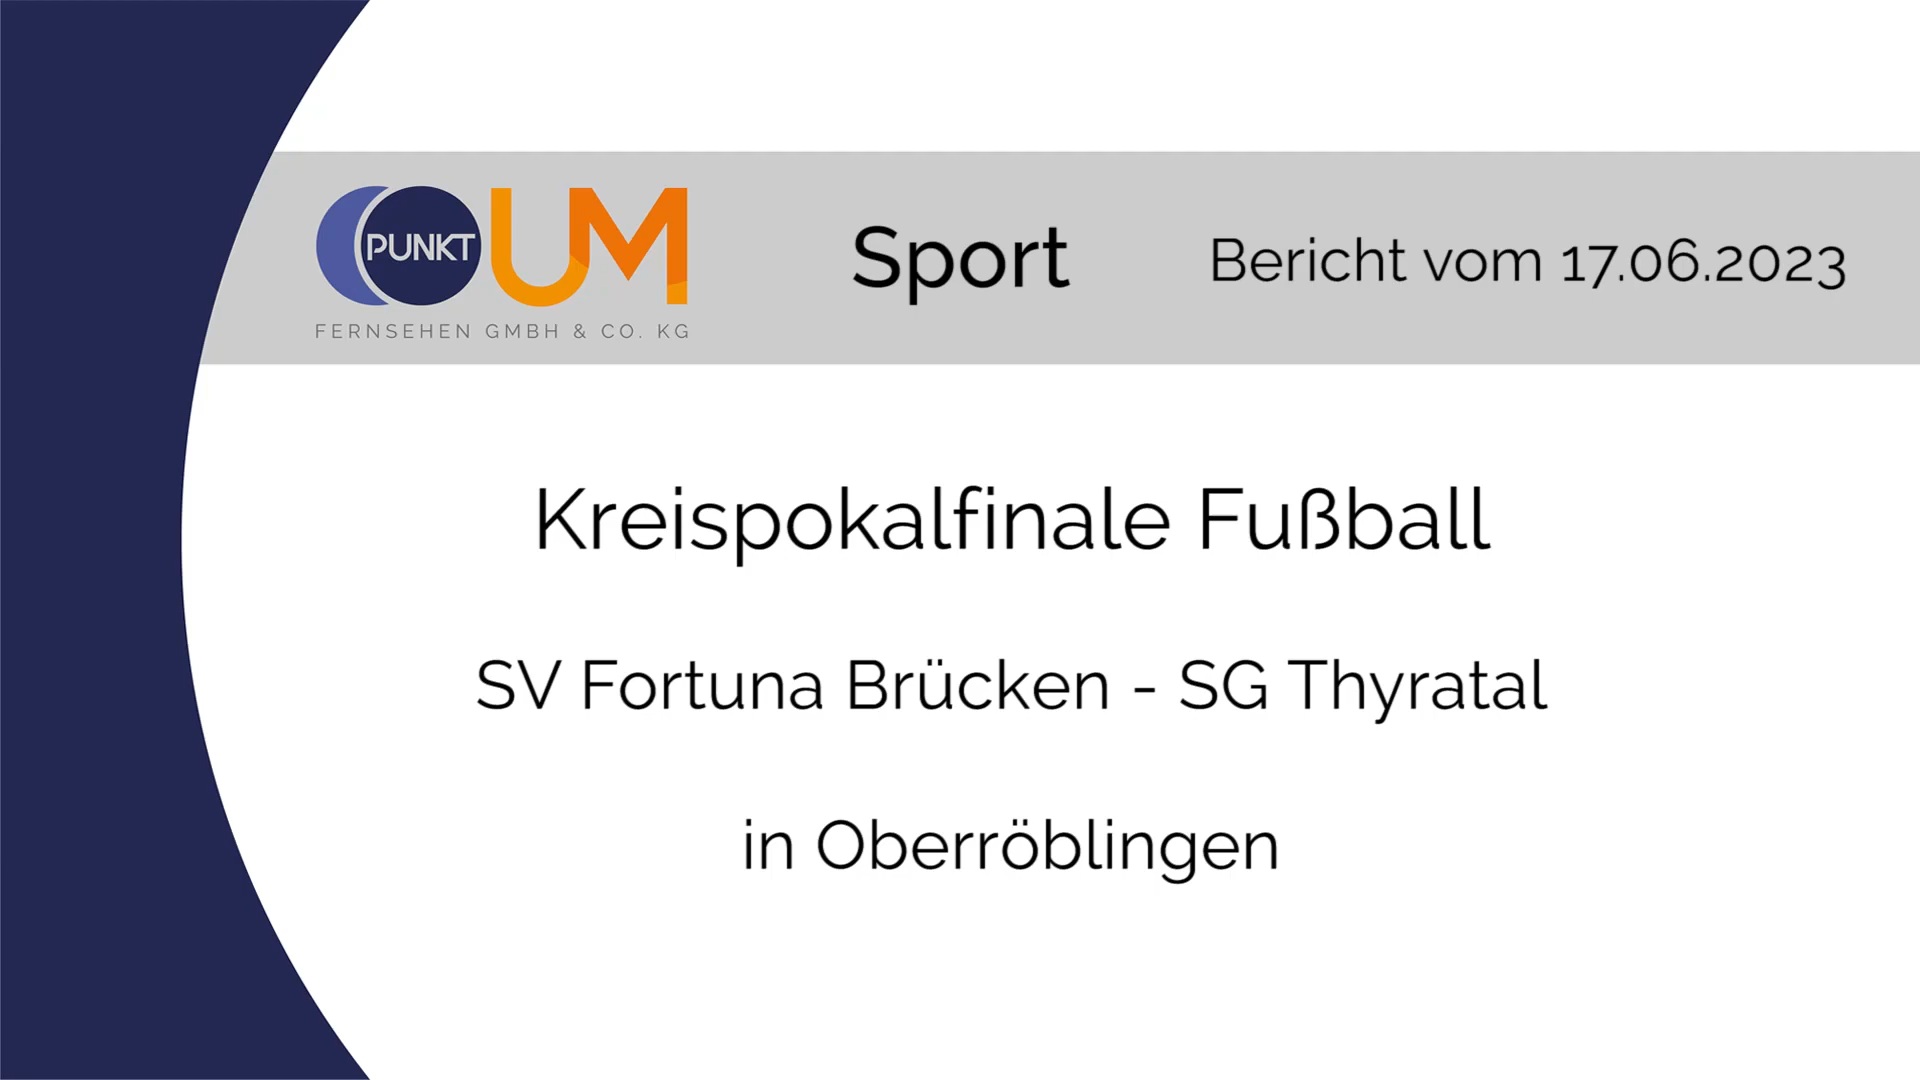 PUNKT UM
FERNSEHEN GMBH & CO. KG
Sport
Bericht vom 17.06.2023
Kreispokalfinale Fußball
SV Fortuna Brücken - SG Thyratal
in Oberröblingen